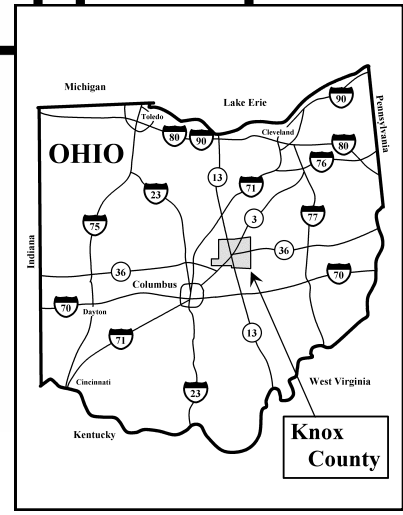 Michigan
Lake Erie
90
Pennsylvania
Toledo
80
90
Cleveland
80
OHIO
76
13
71
23
3
77
75
Indiana
36
36
Columbus
70
70
Dayton
71
13
Cincinnati
23
West Virginia
Kentucky
Knox
County